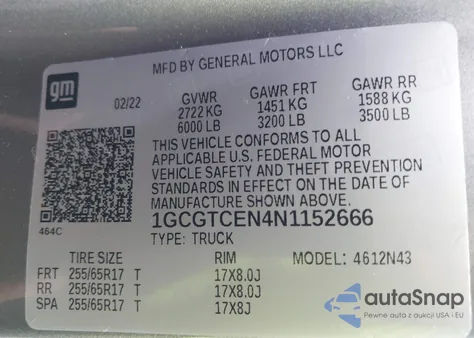 MFD BY GENERAL MOTORS LLC
gm
02/22
GVWR GAWR FRT GAWR RR
2722 KG 1451 KG 1588 KG
6000 LB 3200 LB 3500 LB
THIS VEHICLE CONFORMS TO ALL
APPLICABLE U.S. FEDERAL MOTOR
VEHICLE SAFETY AND THEFT PREVENTION
STANDARDS IN EFFECT ON THE DATE OF
MANUFACTURE SHOWN ABOVE.
464C
1GCGTCEN4N1152666
TYPE: TRUCK
TIRE SIZE RIM MODEL: 4612N43
FRT 255/65R17 T 17X8.0J
RR 255/65R17 T 17X8.0J
SPA 255/65R17 T 17X8J
autoSnap
Pewne auta z aukcji USA i EU